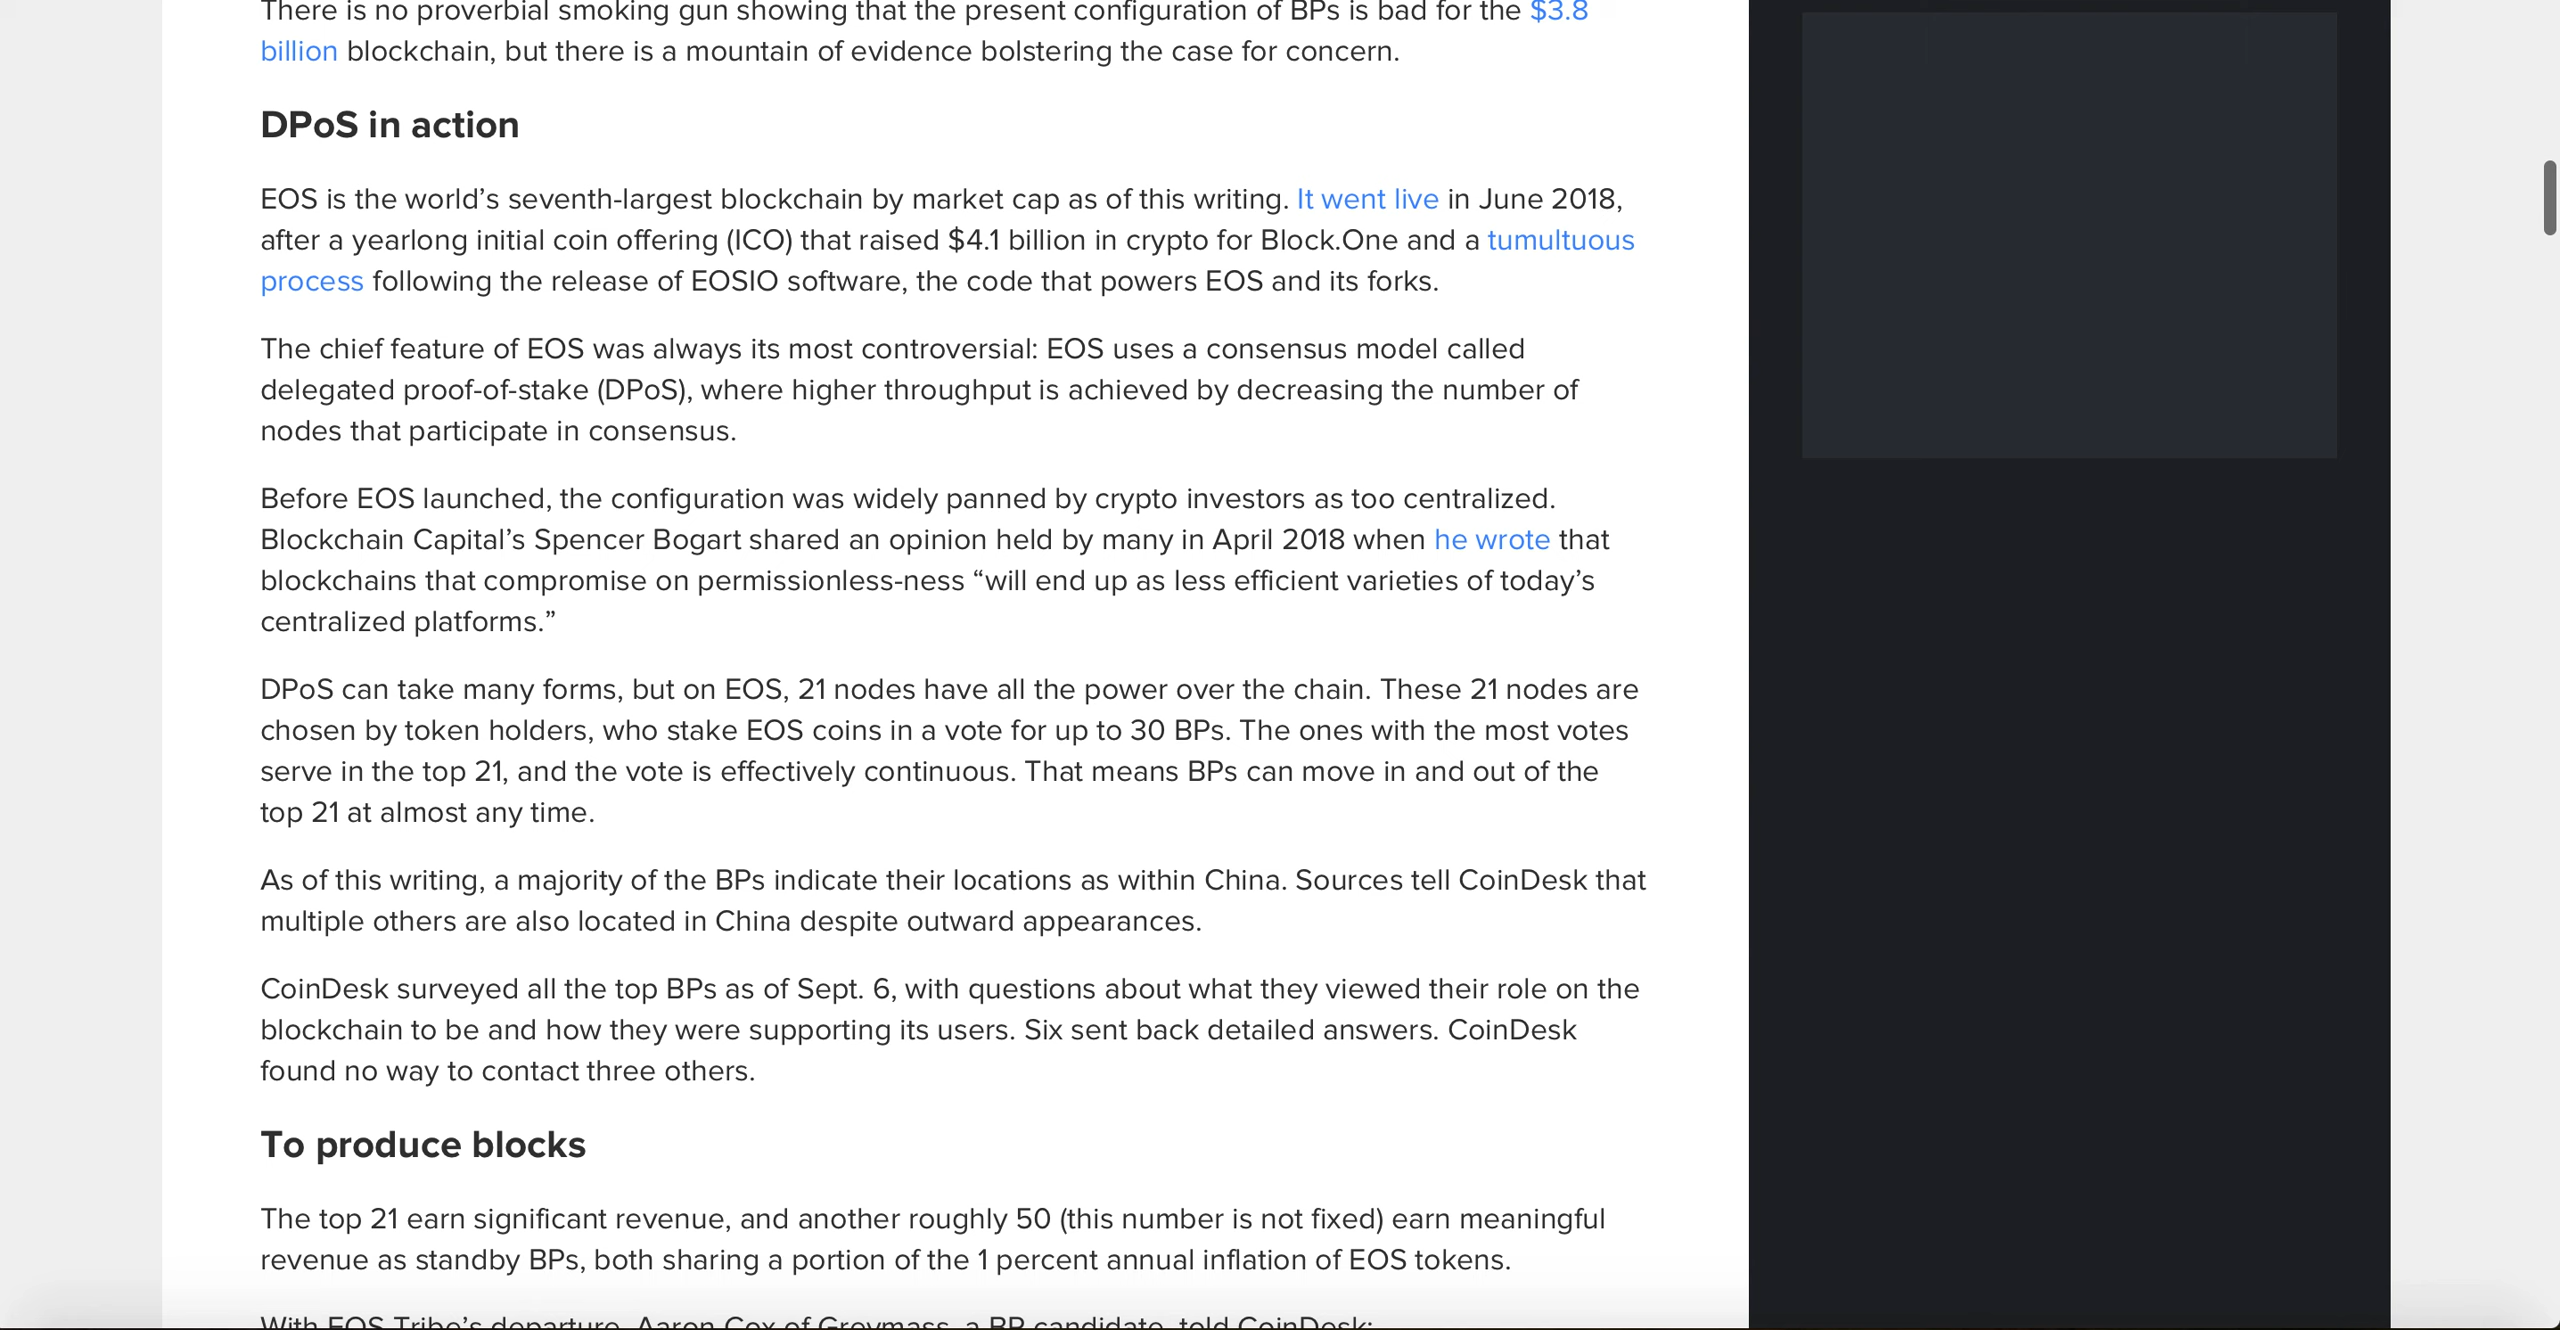 There is no proverbial smoking gun showing that the present configuration of BPs is bad for the $3.8
billion blockchain, but there is a mountain of evidence bolstering the case for concern.
DPoS in action
EOS is the world’s seventh-largest blockchain by market cap as of this writing. It went live in June 2018,
after a yearlong initial coin offering (ICO) that raised $4.1 billion in crypto for Block.One and a tumultuous
process following the release of EOSIO software, the code that powers EOS and its forks.
The chief feature of EOS was always its most controversial: EOS uses a consensus model called
delegated proof-of-stake (DPoS), where higher throughput is achieved by decreasing the number of
nodes that participate in consensus.
Before EOS launched, the configuration was widely panned by crypto investors as too centralized.
Blockchain Capital’s Spencer Bogart shared an opinion held by many in April 2018 when he wrote that
blockchains that compromise on permissionless-ness “will end up as less efficient varieties of today’s
centralized platforms.”
DPoS can take many forms, but on EOS, 21 nodes have all the power over the chain. These 21 nodes are
chosen by token holders, who stake EOS coins in a vote for up to 30 BPs. The ones with the most votes
serve in the top 21, and the vote is effectively continuous. That means BPs can move in and out of the
top 21 at almost any time.
As of this writing, a majority of the BPs indicate their locations as within China. Sources tell CoinDesk that
multiple others are also located in China despite outward appearances.
CoinDesk surveyed all the top BPs as of Sept. 6, with questions about what they viewed their role on the
blockchain to be and how they were supporting its users. Six sent back detailed answers. CoinDesk
found no way to contact three others.
To produce blocks
The top 21 earn significant revenue, and another roughly 50 (this number is not fixed) earn meaningful
revenue as standby BPs, both sharing a portion of the 1 percent annual inflation of EOS tokens.
With EOS Tribe’s departure, Aaron Cox of Greymass, a BP candidate, told CoinDesk: